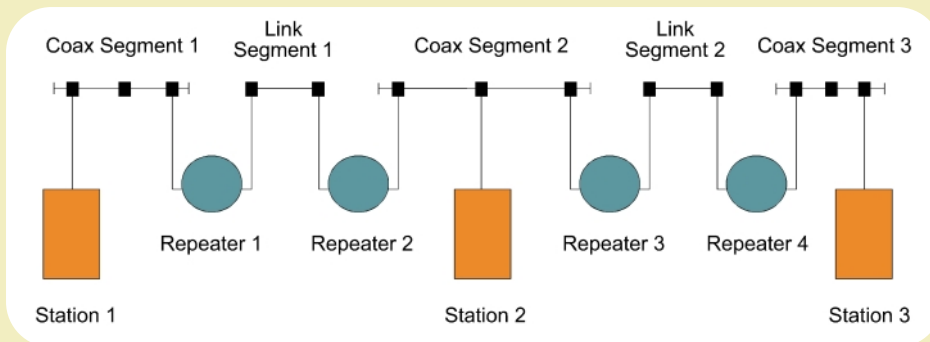 Coax Segment 1
Link
Segment 1
Coax Segment 2
Link
Segment 2
Coax Segment 3
Repeater 1
Repeater 2
Repeater 3
Repeater 4
Station 1
Station 2
Station 3